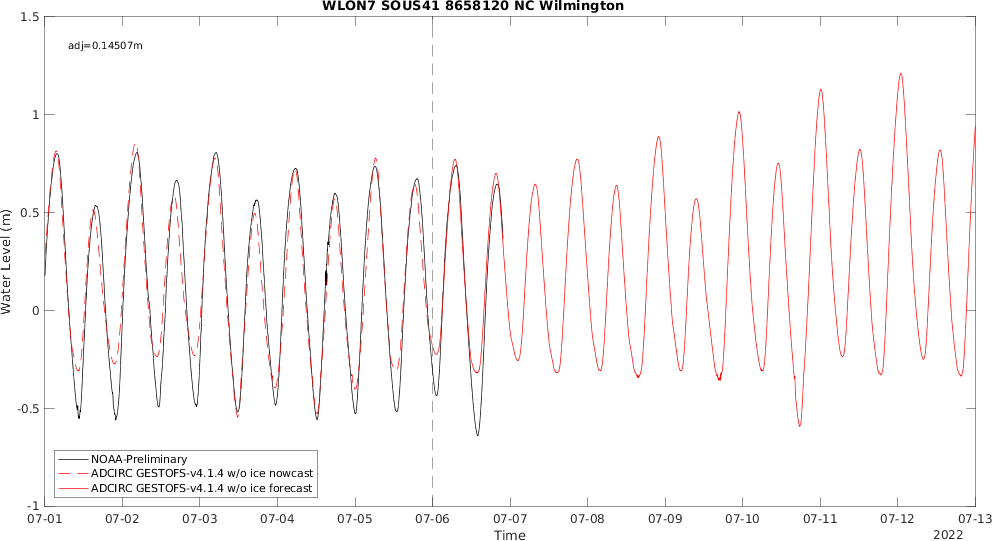 WLON7 SOUS41 8658120 NC Wilmington
adj=0.14507m
1.5
1
0.5
0
-0.5
-1
Water Level (m)
NOAA-Preliminary
ADCIRC GESTOFS-v4.1.4 w/o ice nowcast
ADCIRC GESTOFS-v4.1.4 w/o ice forecast
07-01 07-02 07-03 07-04 07-05 07-06 07-07 07-08 07-09 07-10 07-11 07-12 07-13
Time
2022